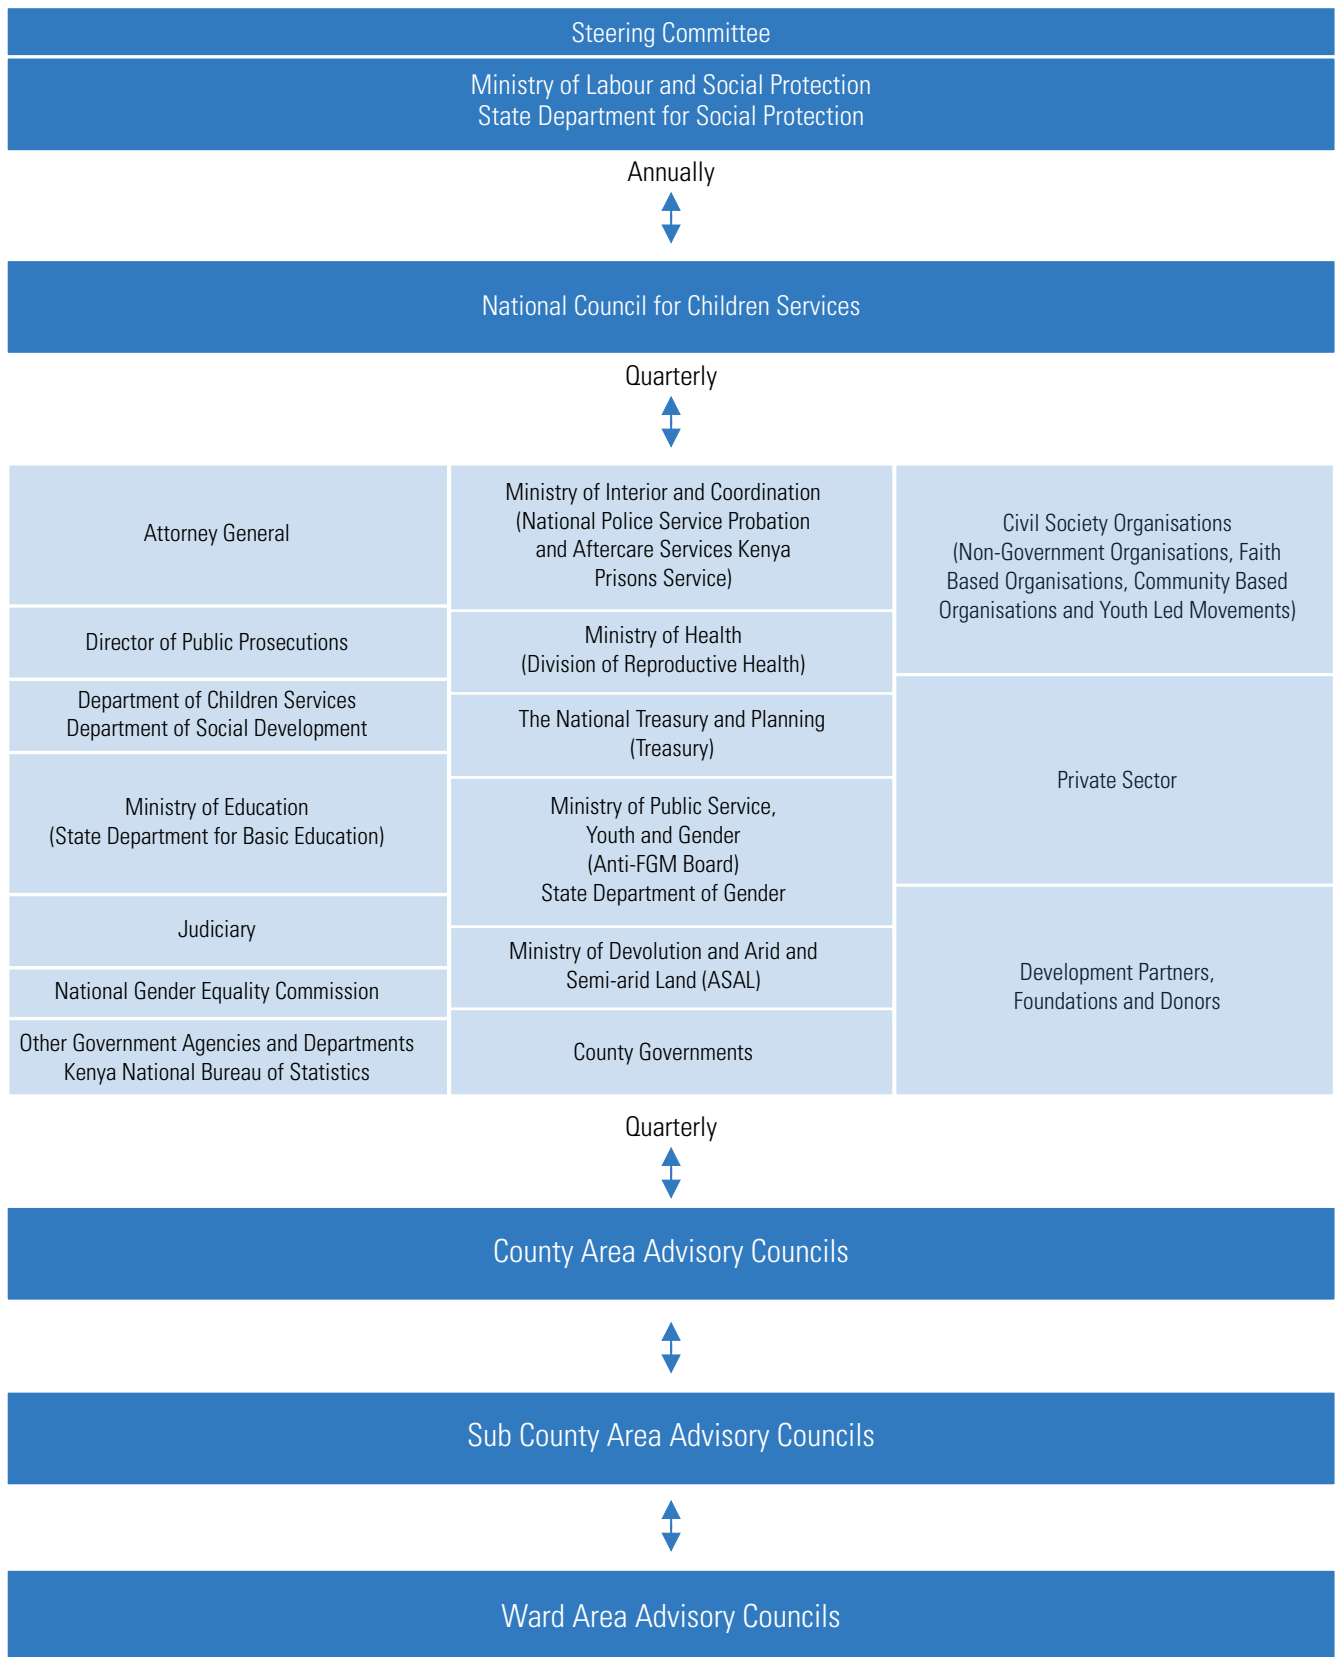 Steering Committee
Ministry of Labour and Social Protection
State Department for Social Protection
Annually
National Council for Children Services
Quarterly
Attorney General
Director of Public Prosecutions
Department of Children Services
Department of Social Development
Ministry of Education
(State Department for Basic Education)
Judiciary
National Gender Equality Commission
Other Government Agencies and Departments
Kenya National Bureau of Statistics
Ministry of Interior and Coordination
(National Police Service Probation
and Aftercare Services Kenya
Prisons Service)
Ministry of Health
(Division of Reproductive Health)
The National Treasury and Planning
(Treasury)
Ministry of Public Service,
Youth and Gender
(Anti-FGM Board)
State Department of Gender
Ministry of Devolution and Arid and
Semi-arid Land (ASAL)
County Governments
Civil Society Organisations
(Non-Government Organisations, Faith
Based Organisations, Community Based
Organisations and Youth Led Movements)
Private Sector
Development Partners,
Foundations and Donors
Quarterly
County Area Advisory Councils
Sub County Area Advisory Councils
Ward Area Advisory Councils